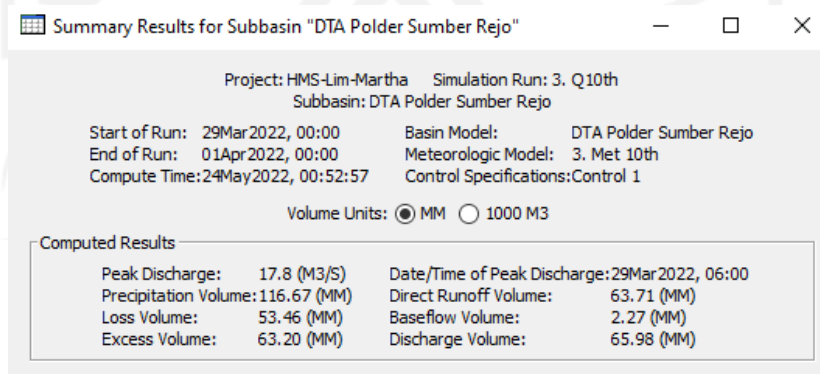 Summary Results for Subbasin "DTA Polder Sumber Rejo"
Project: HMS-Lim-Martha Simulation Run: 3. Q10th
Subbasin: DTA Polder Sumber Rejo
Start of Run: 29Mar2022, 00:00 Basin Model: DTA Polder Sumber Rejo
End of Run: 01Apr2022, 00:00 Meteorologic Model: 3. Met 10th
Compute Time:24May2022, 00:52:57 Control Specifications:Control 1
Volume Units: MM 1000 M3
Computed Results
Peak Discharge: 17.8 (M3/S) Date/Time of Peak Discharge:29Mar2022, 06:00
Precipitation Volume:116.67 (MM) Direct Runoff Volume: 63.71 (MM)
Loss Volume: 53.46 (MM) Baseflow Volume: 2.27 (MM)
Excess Volume: 63.20 (MM) Discharge Volume: 65.98 (MM)